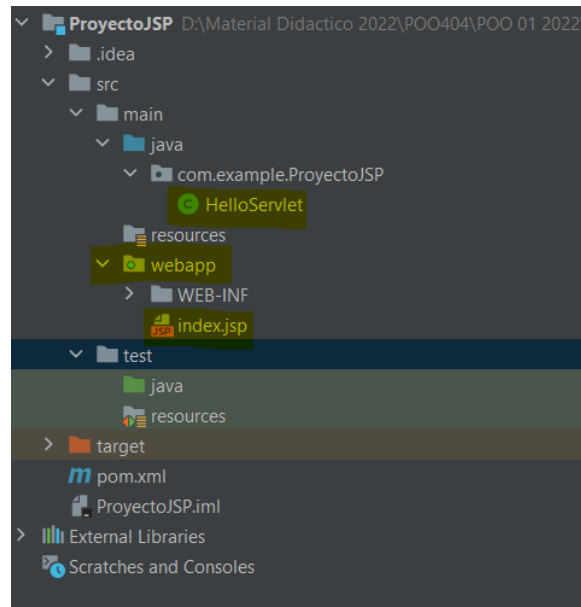 ProyectoJSP D:\Material Didactico 2022\POO404\POO 01 2022
.idea
src
main
java
com.example.ProyectoJSP
C HelloServlet
resources
webapp
WEB-INF
JSP index.jsp
test
java
resources
target
m pom.xml
ProyectoJSP.iml
External Libraries
Scratches and Consoles